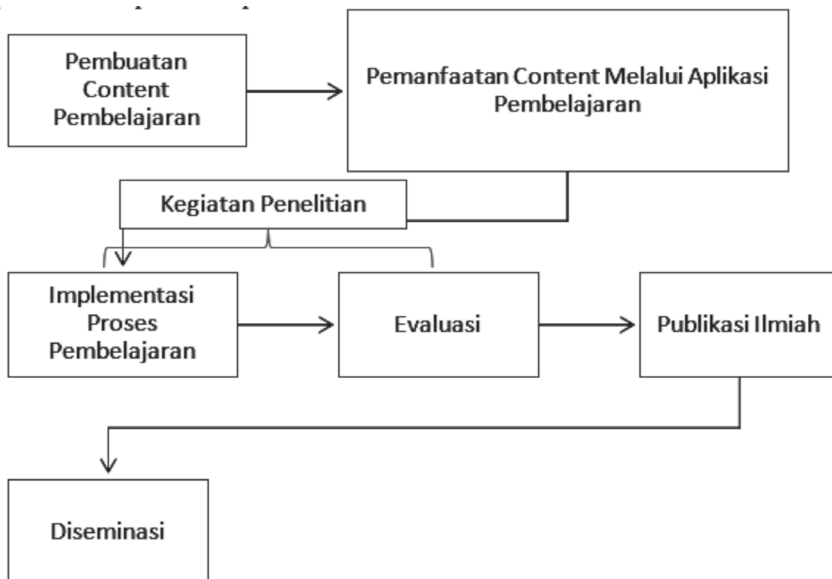 Pembuatan
Content
Pembelajaran
Pemanfaatan Content Melalui Aplikasi
Pembelajaran
Kegiatan Penelitian
Implementasi
Proses
Pembelajaran
Evaluasi
Publikasi Ilmiah
Diseminasi